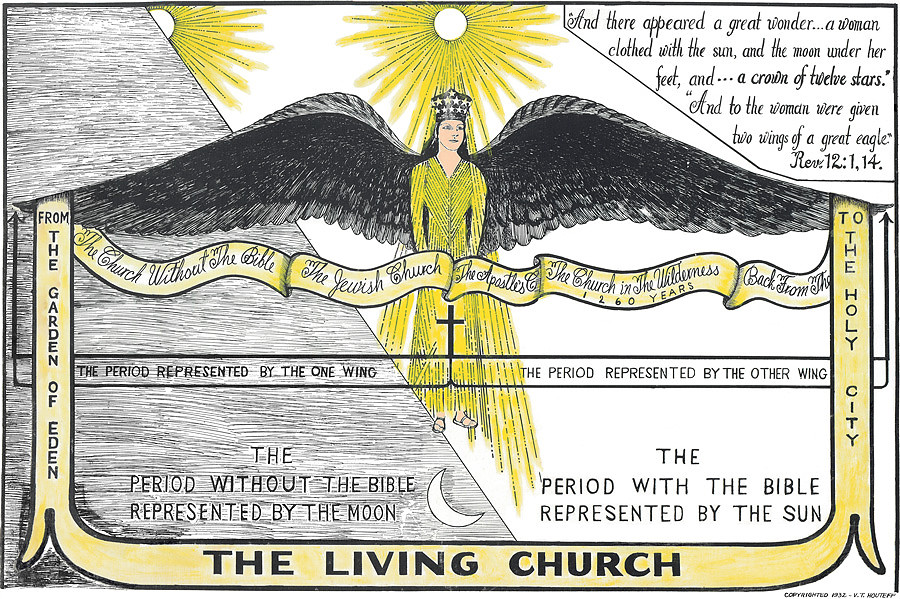 "And there appeared a great wonder...a woman
clothed with the sun, and the moon under her
feet, and--- a crown of twelve stars."
"And to the woman were given
two wings of a great eagle."
Rev. 12:1, 14.
FROM THE GARDEN OF EDEN
TO THE HOLY CITY
The Church Without The Bible
The Jewish Church
The Apostles C
The Church in The Wilderness
1260 YEARS
Back From The
THE PERIOD REPRESENTED BY THE ONE WING
THE PERIOD REPRESENTED BY THE OTHER WING
THE
PERIOD WITHOUT THE BIBLE
REPRESENTED BY THE MOON
THE
PERIOD WITH THE BIBLE
REPRESENTED BY THE SUN
THE LIVING CHURCH
COPYRIGHTED 1932 - V.T. HOUTEFF